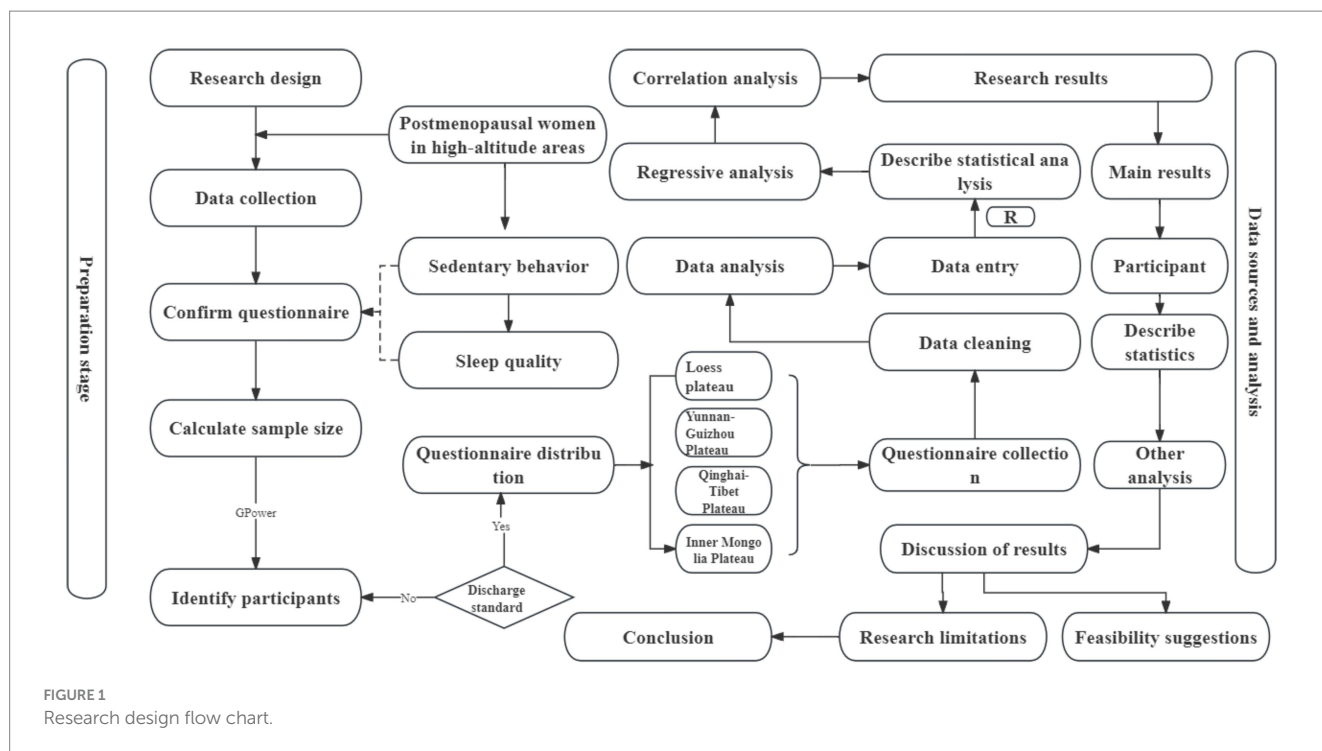 Preparation stage
Research design
Postmenopausal women
in high-altitude areas
Data collection
Sedentary behavior
Confirm questionnaire
Sleep quality
Calculate sample size
GPower
Identify participants
No
Discharge
standard
Yes
Questionnaire distribu
tion
Loess
plateau
Yunnan-
Guizhou
Plateau
Qinghai-
Tibet
Plateau
Inner Mongo
lia Plateau
Questionnaire collectio
n
Data cleaning
Data analysis
Data entry
R
Describe statistical ana
lysis
Regressive analysis
Correlation analysis
Research results
Main results
Participant
Describe
statistics
Other
analysis
Discussion of results
Research limitations
Feasibility suggestions
Conclusion
Data sources and analysis
FIGURE 1
Research design flow chart.